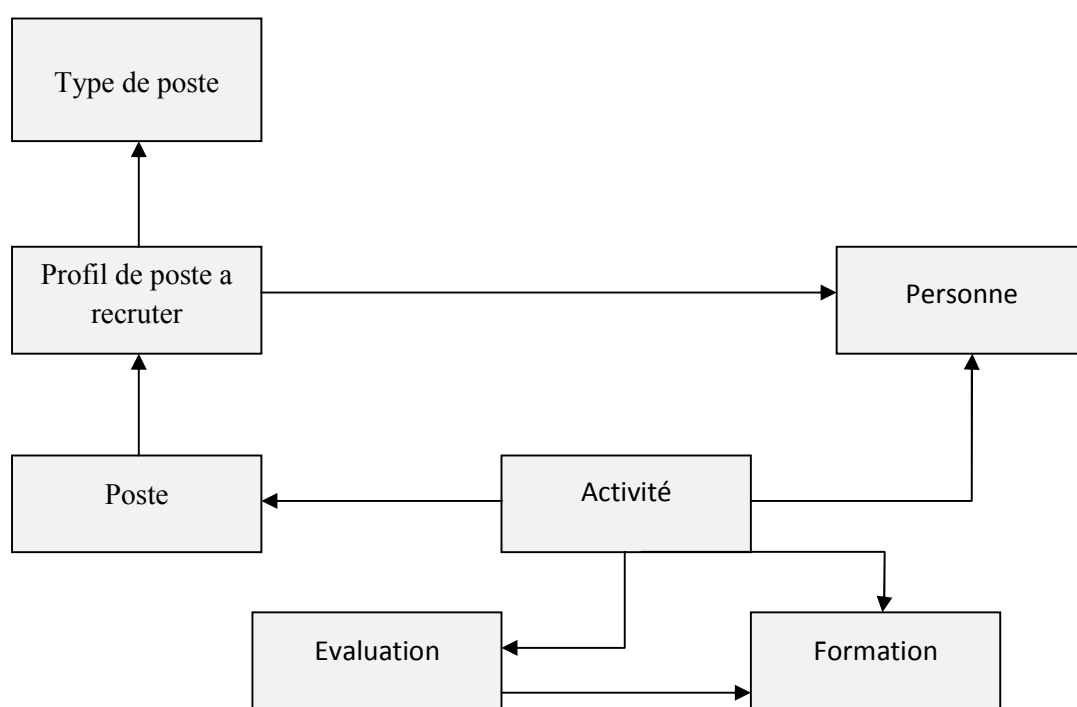 Type de poste
Profil de poste a
recruter
Personne
Poste
Activité
Evaluation
Formation